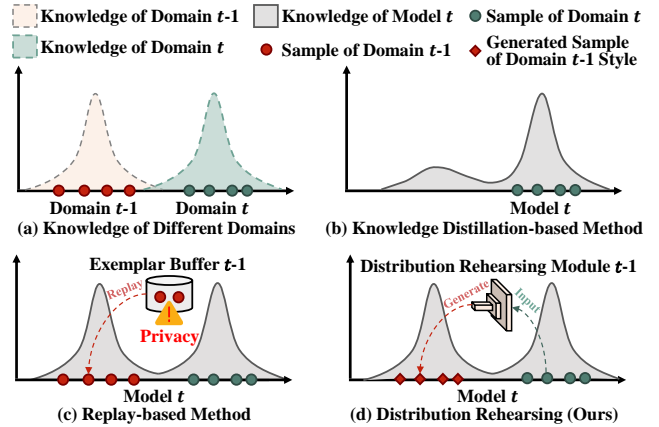 Knowledge of Domain t-1
Knowledge of Model t
Sample of Domain t
Knowledge of Domain t
Sample of Domain t-1
Generated Sample
of Domain t-1 Style
Domain t-1
Domain t
(a) Knowledge of Different Domains
Model t
(b) Knowledge Distillation-based Method
Exemplar Buffer t-1
Replay
Privacy
Model t
(c) Replay-based Method
Distribution Rehearsing Module t-1
Generate
Input
Model t
(d) Distribution Rehearsing (Ours)